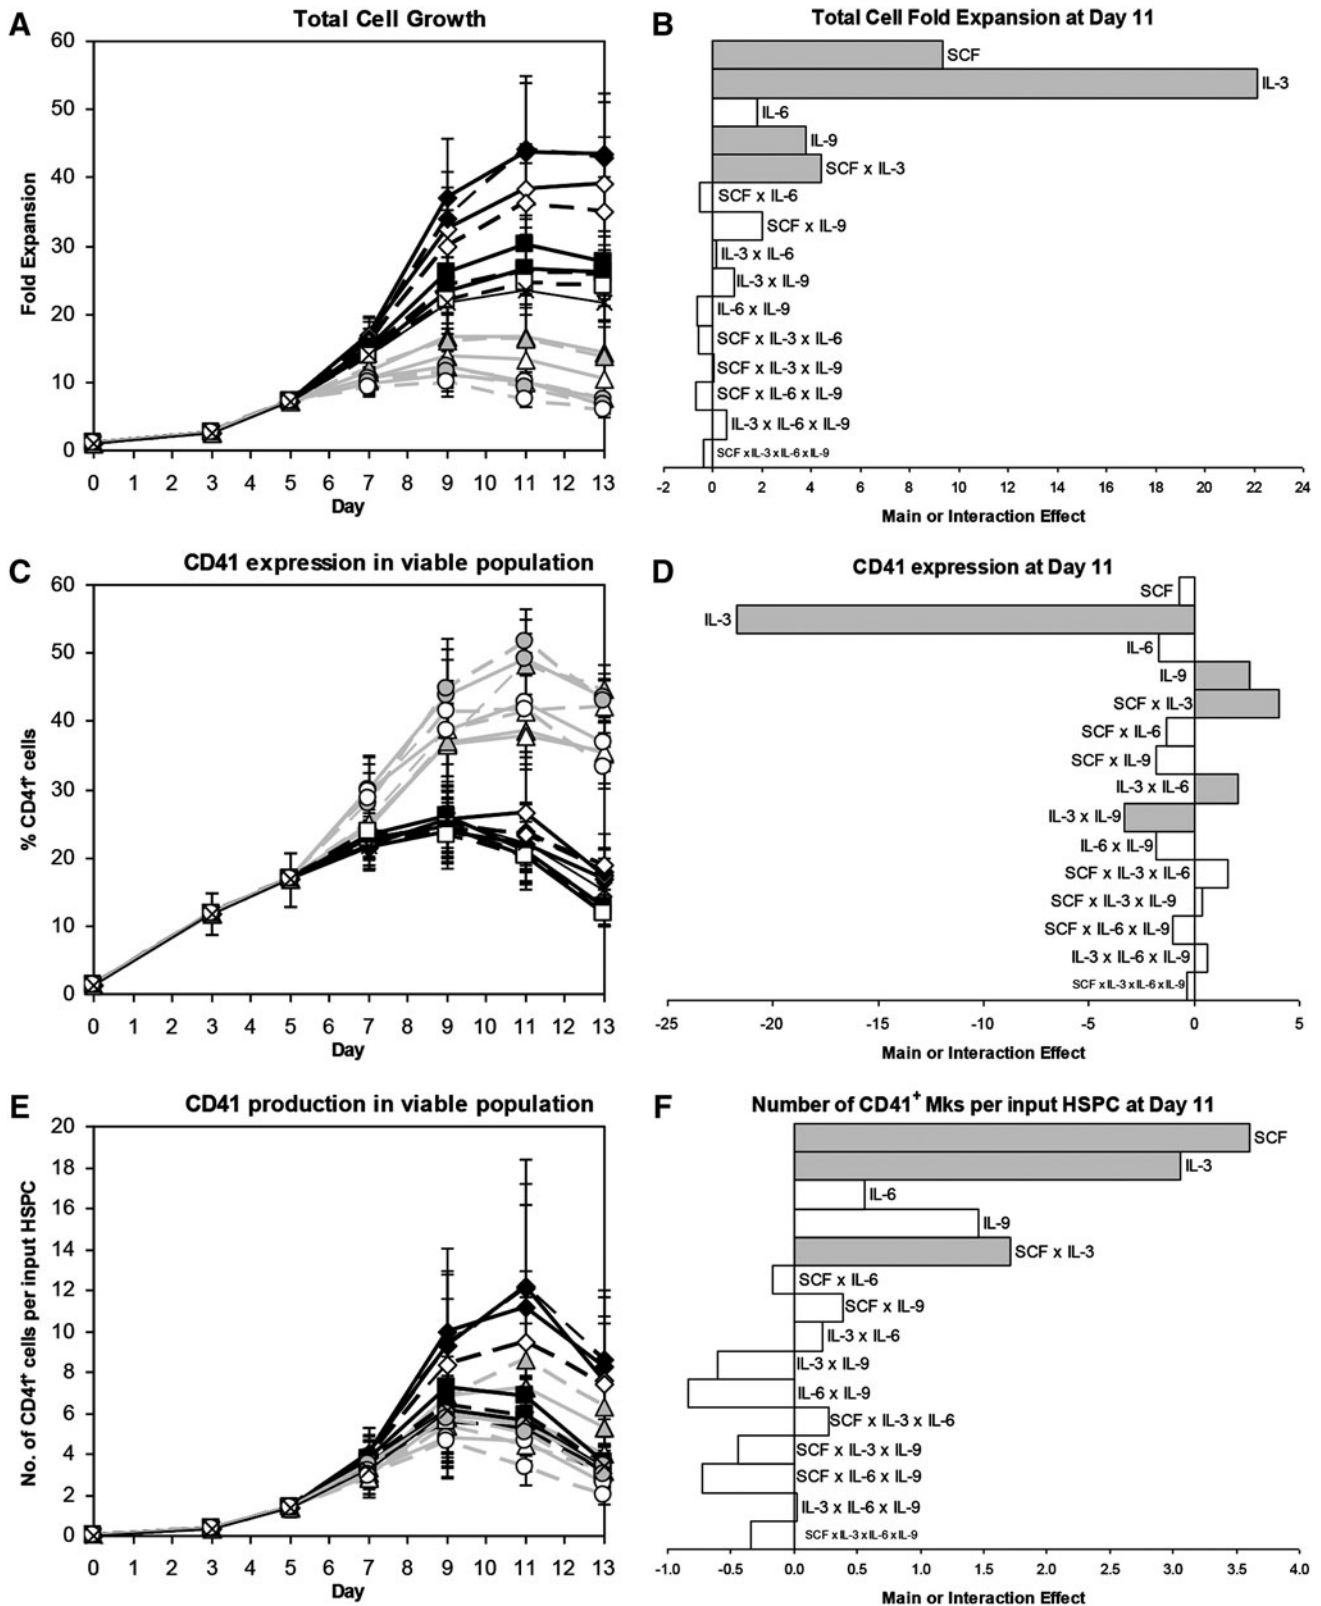 A
Total Cell Growth
Fold Expansion
60
50
40
30
20
10
0
0 1 2 3 4 5 6 7 8 9 10 11 12 13
Day
B
Total Cell Fold Expansion at Day 11
SCF
IL-3
IL-6
IL-9
SCF x IL-3
SCF x IL-6
SCF x IL-9
IL-3 x IL-6
IL-3 x IL-9
IL-6 x IL-9
SCF x IL-3 x IL-6
SCF x IL-3 x IL-9
SCF x IL-6 x IL-9
IL-3 x IL-6 x IL-9
SCF x IL-3 x IL-6 x IL-9
-2 0 2 4 6 8 10 12 14 16 18 20 22 24
Main or Interaction Effect
C
CD41 expression in viable population
% CD41+ cells
60
50
40
30
20
10
0
0 1 2 3 4 5 6 7 8 9 10 11 12 13
Day
D
CD41 expression at Day 11
SCF
IL-3
IL-6
IL-9
SCF x IL-3
SCF x IL-6
SCF x IL-9
IL-3 x IL-6
IL-3 x IL-9
IL-6 x IL-9
SCF x IL-3 x IL-6
SCF x IL-3 x IL-9
SCF x IL-6 x IL-9
IL-3 x IL-6 x IL-9
SCF x IL-3 x IL-6 x IL-9
-25 -20 -15 -10 -5 0 5
Main or Interaction Effect
E
CD41 production in viable population
No. of CD41+ cells per input HSPC
20
18
16
14
12
10
8
6
4
2
0
0 1 2 3 4 5 6 7 8 9 10 11 12 13
Day
F
Number of CD41+ Mks per input HSPC at Day 11
SCF
IL-3
IL-6
IL-9
SCF x IL-3
SCF x IL-6
SCF x IL-9
IL-3 x IL-6
IL-3 x IL-9
IL-6 x IL-9
SCF x IL-3 x IL-6
SCF x IL-3 x IL-9
SCF x IL-6 x IL-9
IL-3 x IL-6 x IL-9
SCF x IL-3 x IL-6 x IL-9
-1.0 -0.5 0.0 0.5 1.0 1.5 2.0 2.5 3.0 3.5 4.0
Main or Interaction Effect